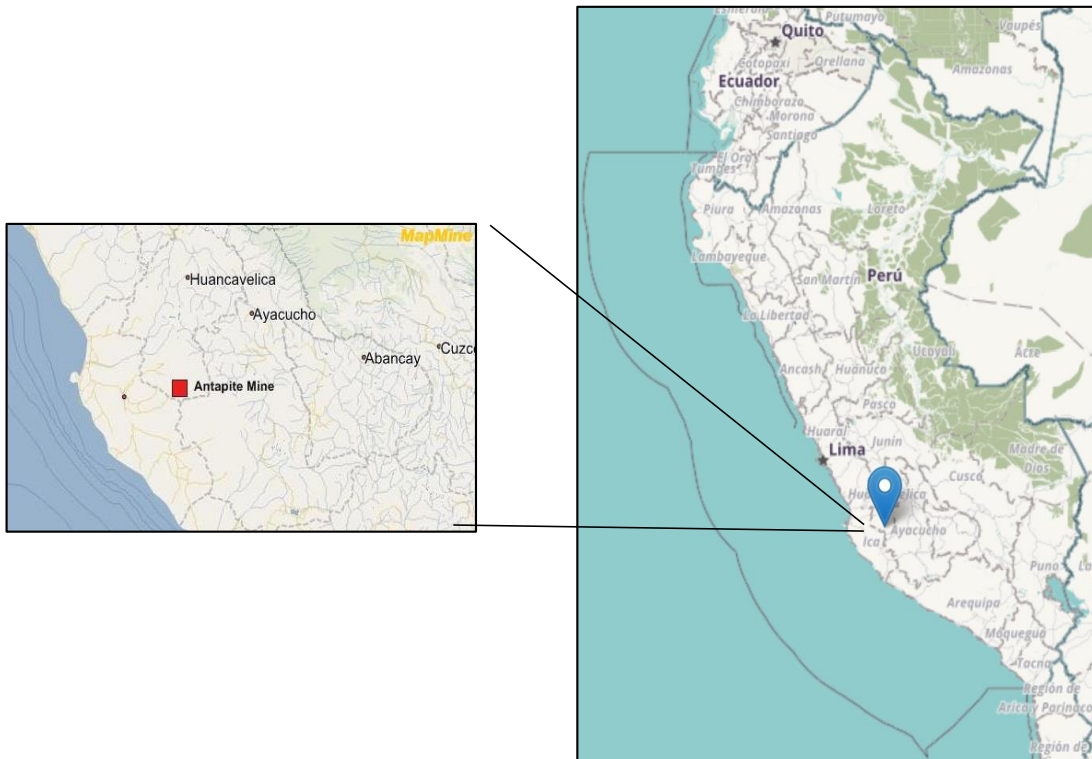 MapMine
Huancavelica
Ayacucho
Abancay
Cuzc
Antapite Mine
Esmeral
Putumayo
Vaupés
Quito
Cotopaxi
Orellana
Amazonas
Ecuador
Chimborazo
Morona
Santiago
El Oro
Tumbes
Piura
Amazonas
Loreto
Lambayeque
San Martín
Perú
La Libertad
Ucayali
Acre
Ancash
Huánuco
Pasco
Huaral
Junín
Lima
Madre de
Dios
Cusco
Ayacucho
Ica
Puno
La
Arequipa
Moquegua
Tacna
Región de
Arica y Parinaco
Región de